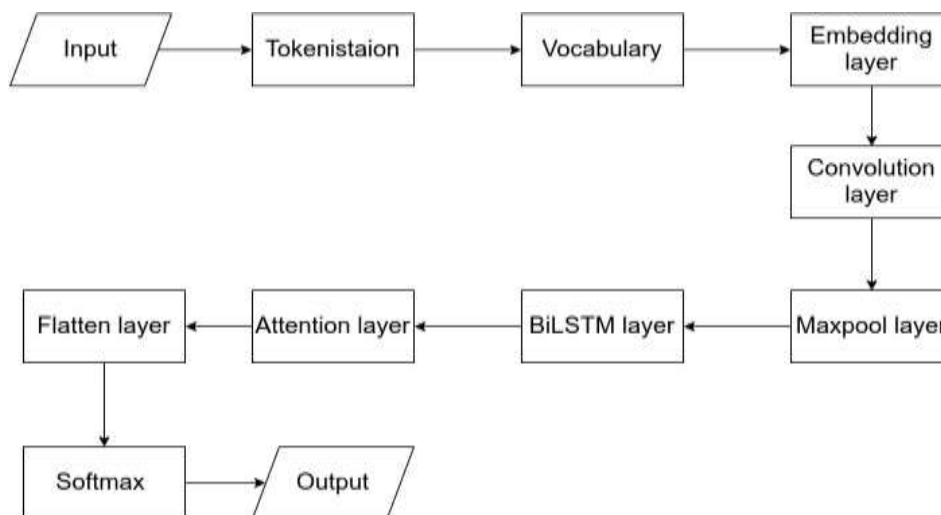 Input
Tokenistaion
Vocabulary
Embedding
layer
Convolution
layer
Maxpool layer
BiLSTM layer
Attention layer
Flatten layer
Softmax
Output